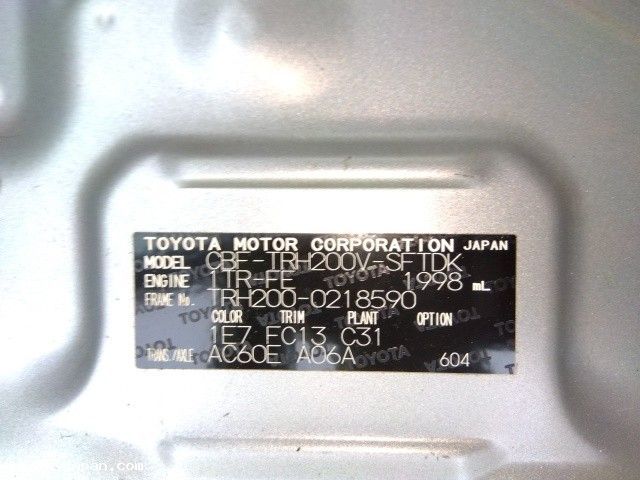 TOYOTA MOTOR CORPORATION JAPAN
MODEL CBF-TRH200V-SFTDK
ENGINE 1TR-FE 1998 mL
FRAME No. TRH200-0218590
COLOR TRIM PLANT OPTION
1E7 FC13 C31
TRANS./AXLE AC60E A06A 604